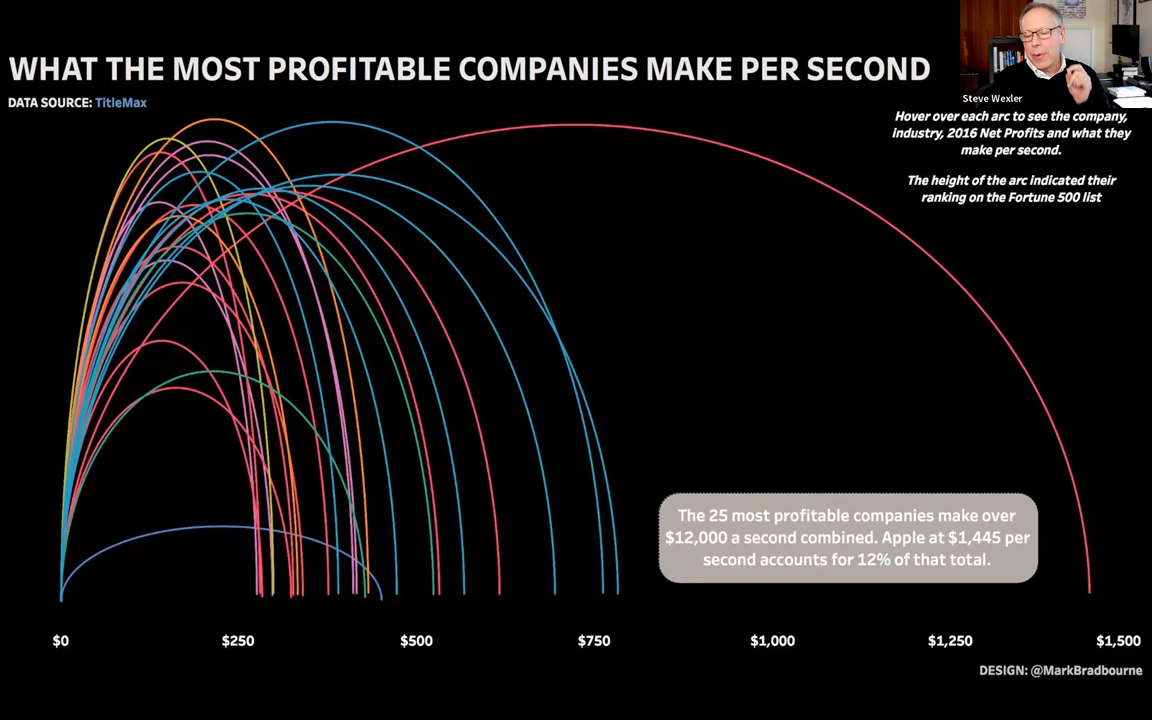 WHAT THE MOST PROFITABLE COMPANIES MAKE PER SECOND
DATA SOURCE: TitleMax
Steve Wexler
Hover over each arc to see the company,
industry, 2016 Net Profits and what they
make per second.
The height of the arc indicated their
ranking on the Fortune 500 list
The 25 most profitable companies make over
$12,000 a second combined. Apple at $1,445 per
second accounts for 12% of that total.
$0 $250 $500 $750 $1,000 $1,250 $1,500
DESIGN: @MarkBradbourne